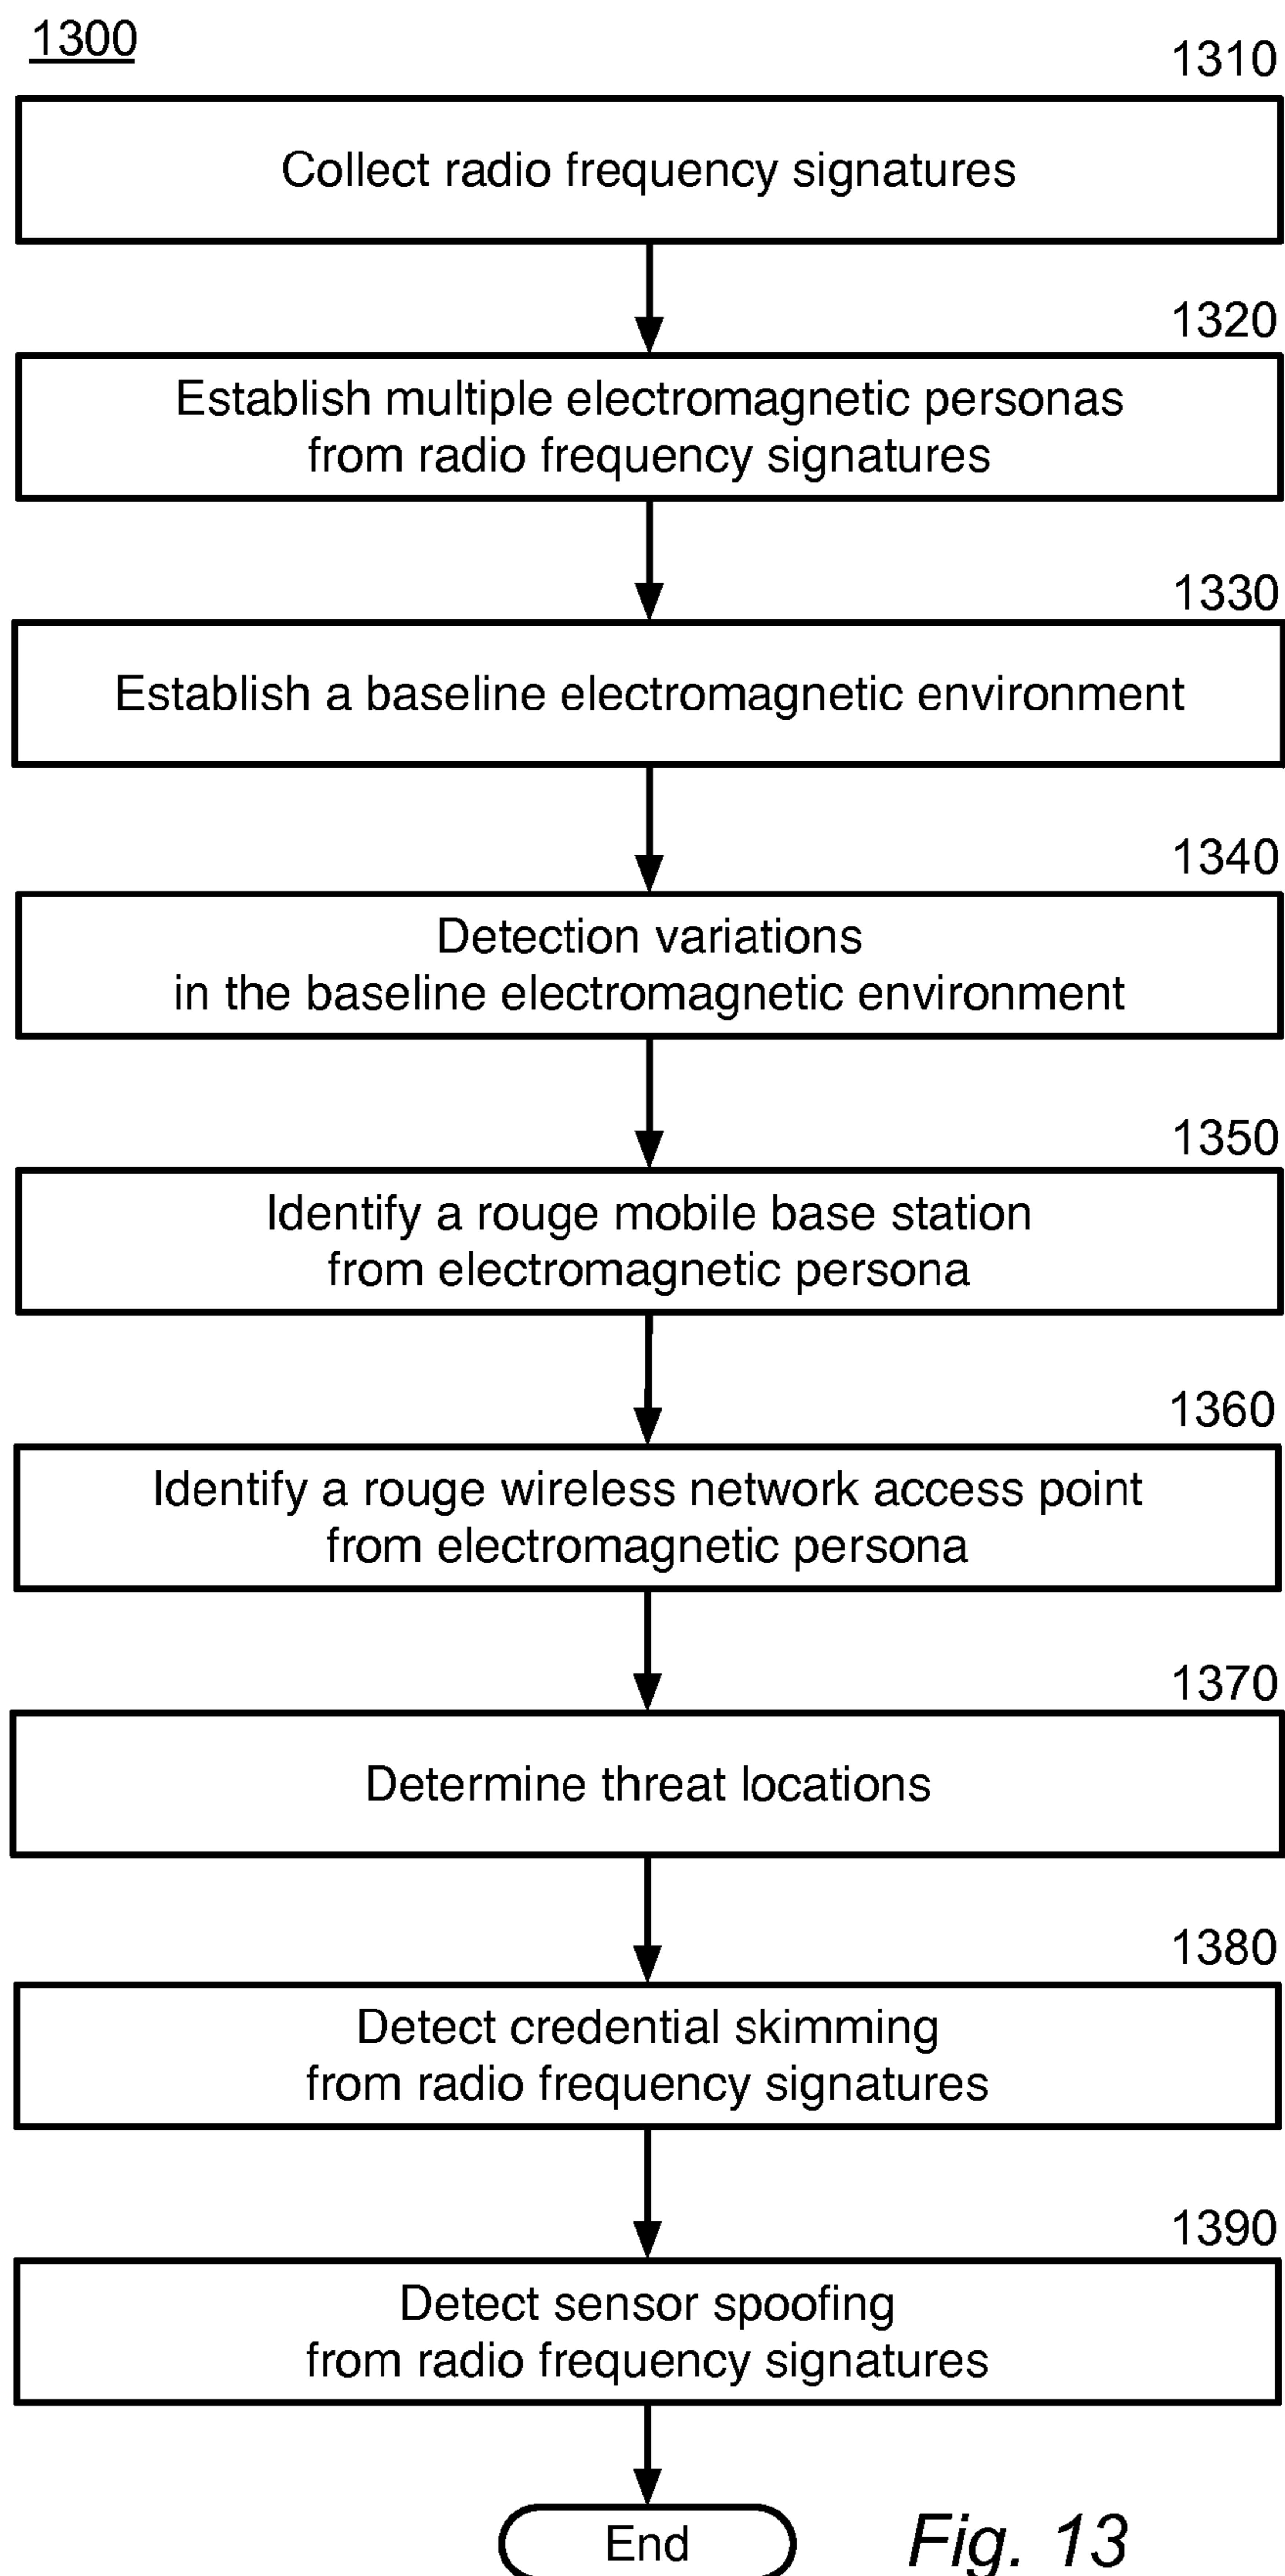 1300
1310
Collect radio frequency signatures
1320
Establish multiple electromagnetic personas
from radio frequency signatures
1330
Establish a baseline electromagnetic environment
1340
Detection variations
in the baseline electromagnetic environment
1350
Identify a rouge mobile base station
from electromagnetic persona
1360
Identify a rouge wireless network access point
from electromagnetic persona
1370
Determine threat locations
1380
Detect credential skimming
from radio frequency signatures
1390
Detect sensor spoofing
from radio frequency signatures
End
Fig. 13